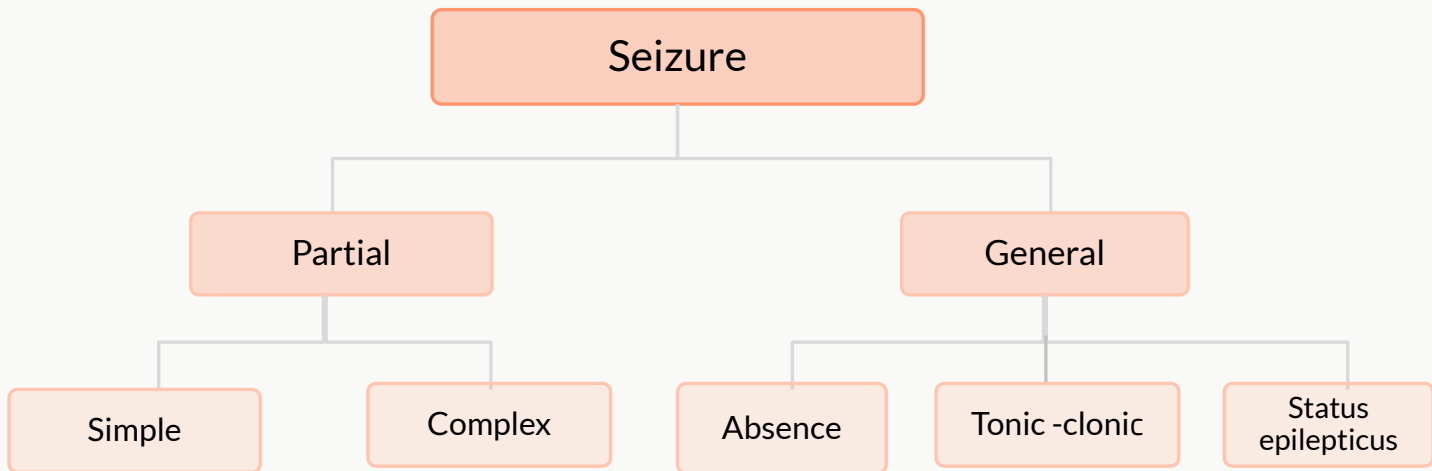 Seizure
Partial
General
Simple
Complex
Absence
Tonic -clonic
Status
epilepticus